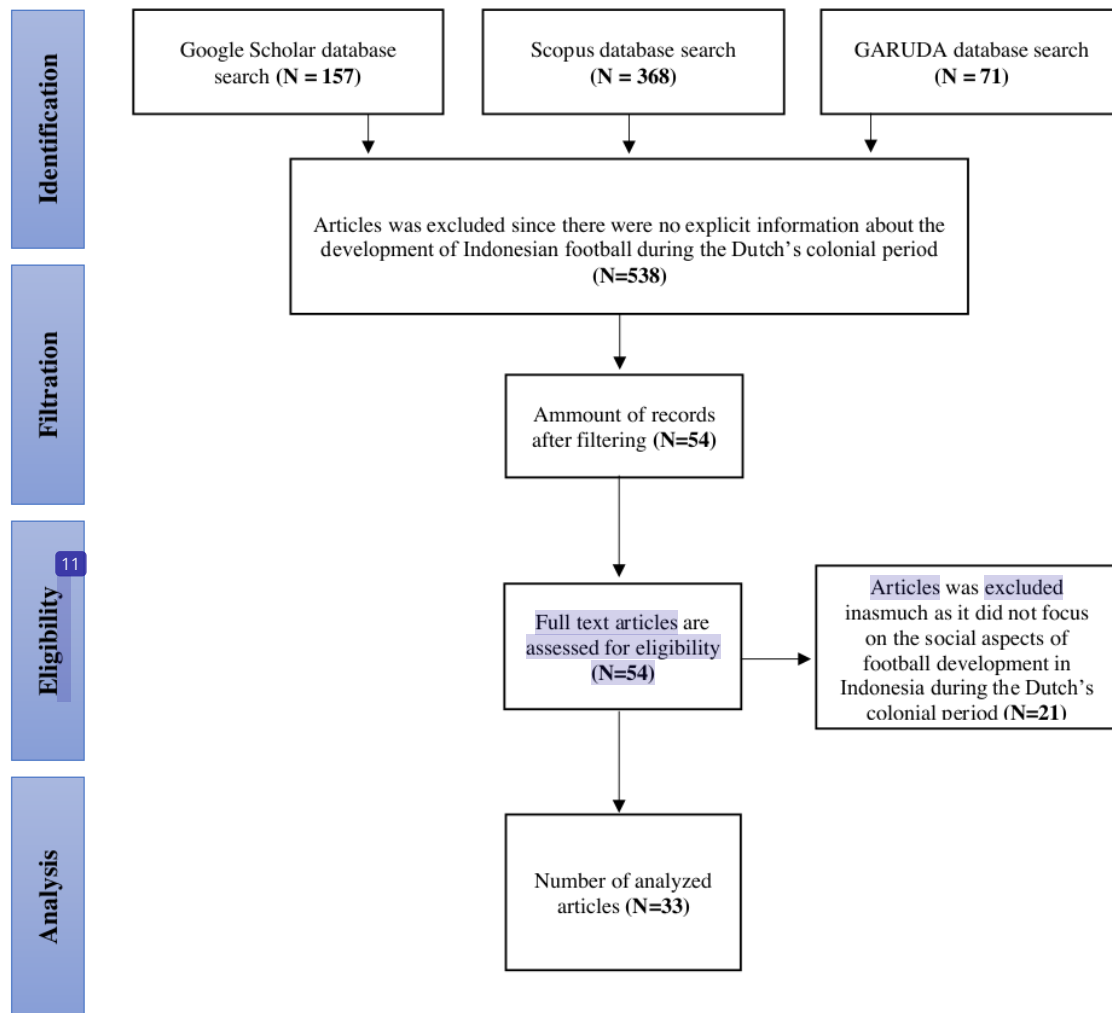 Identification
Google Scholar database
search (N = 157)
Scopus database search
(N = 368)
GARUDA database search
(N = 71)
Articles was excluded since there were no explicit information about the
development of Indonesian football during the Dutch's colonial period
(N=538)
Filtration
Ammount of records
after filtering (N=54)
Eligibility
11
Full text articles are
assessed for eligibility
(N=54)
Articles was excluded
inasmuch as it did not focus
on the social aspects of
football development in
Indonesia during the Dutch's
colonial period (N=21)
Analysis
Number of analyzed
articles (N=33)